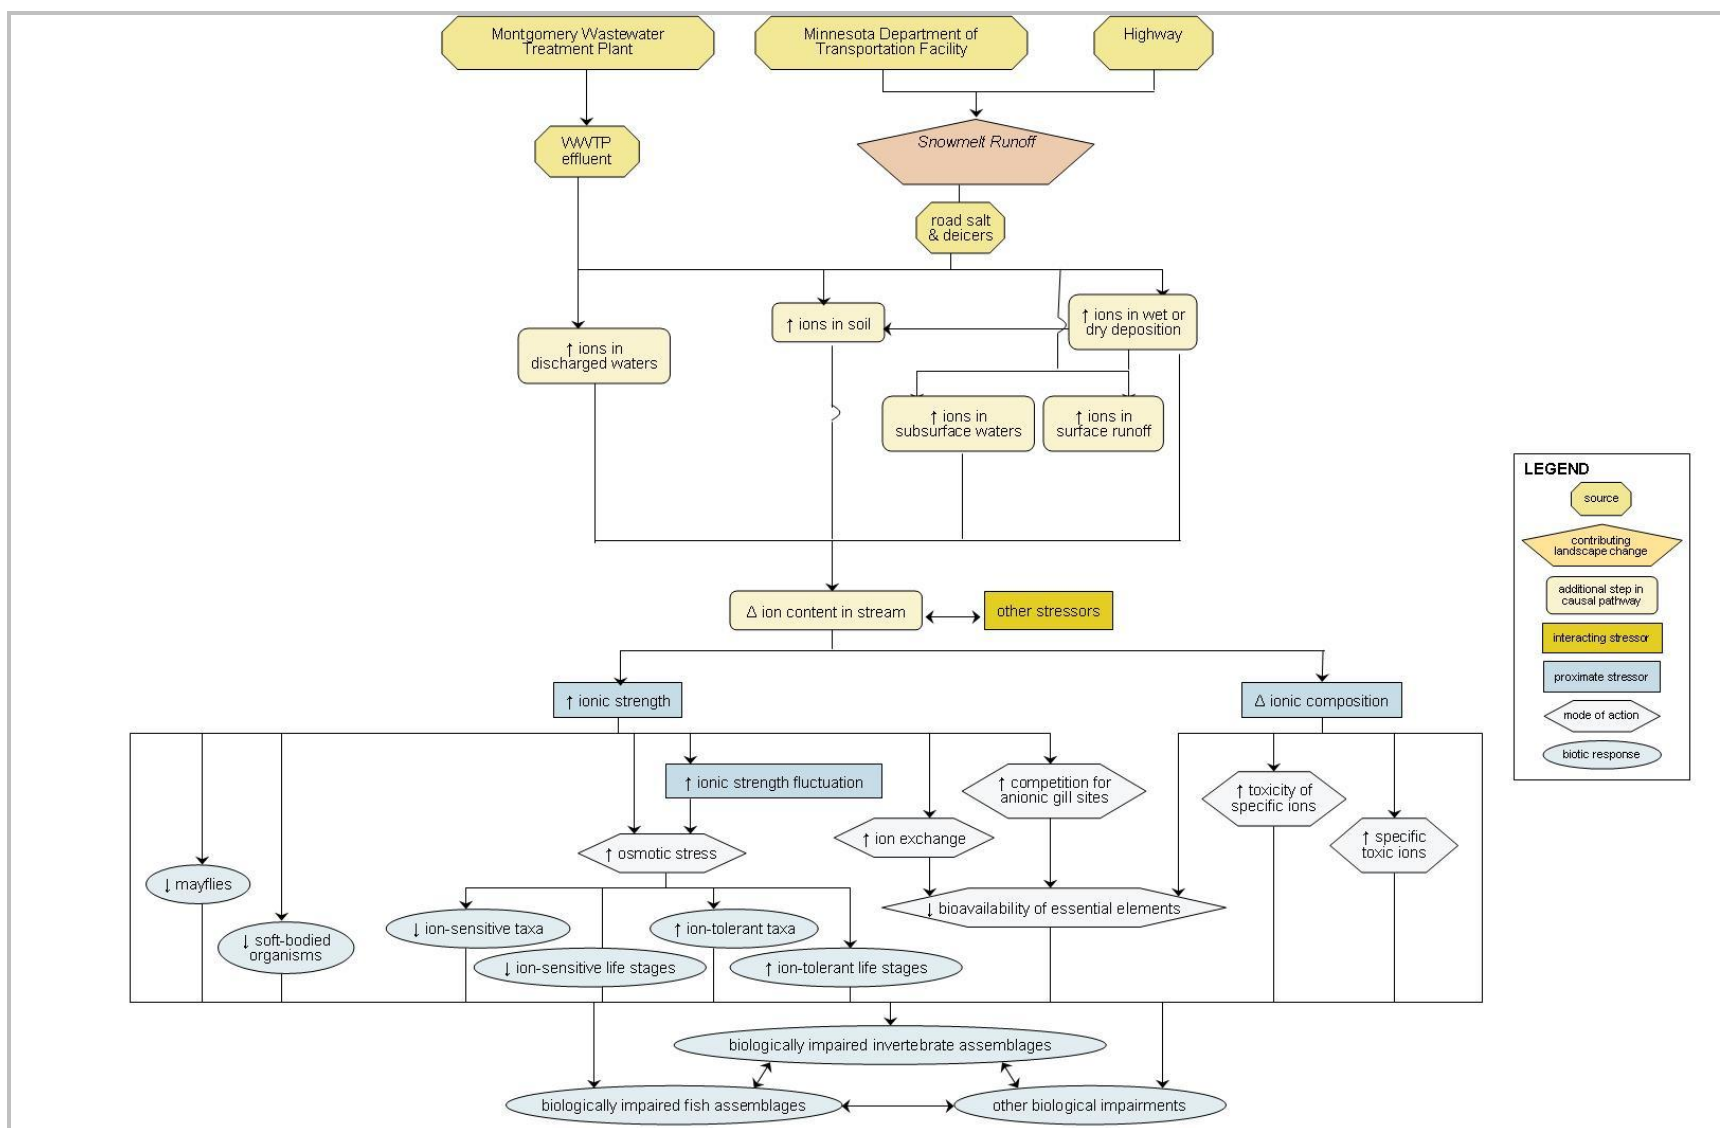 Montgomery Wastewater
Treatment Plant
Minnesota Department of
Transportation Facility
Highway
WWTP
effluent
Snowmelt Runoff
road salt
& deicers
↑ ions in
discharged waters
↑ ions in soil
↑ ions in wet or
dry deposition
↑ ions in
subsurface waters
↑ ions in
surface runoff
Δ ion content in stream
other stressors
↑ ionic strength
Δ ionic composition
↑ ionic strength fluctuation
↑ competition for
anionic gill sites
↑ toxicity of
specific ions
↑ osmotic stress
↑ ion exchange
↑ specific
toxic ions
↓ mayflies
↓ soft-bodied
organisms
↓ ion-sensitive taxa
↑ ion-tolerant taxa
↓ bioavailability of essential elements
↓ ion-sensitive life stages
↑ ion-tolerant life stages
biologically impaired invertebrate assemblages
biologically impaired fish assemblages
other biological impairments
LEGEND
source
contributing
landscape change
additional step in
causal pathway
interacting stressor
proximate stressor
mode of action
biotic response